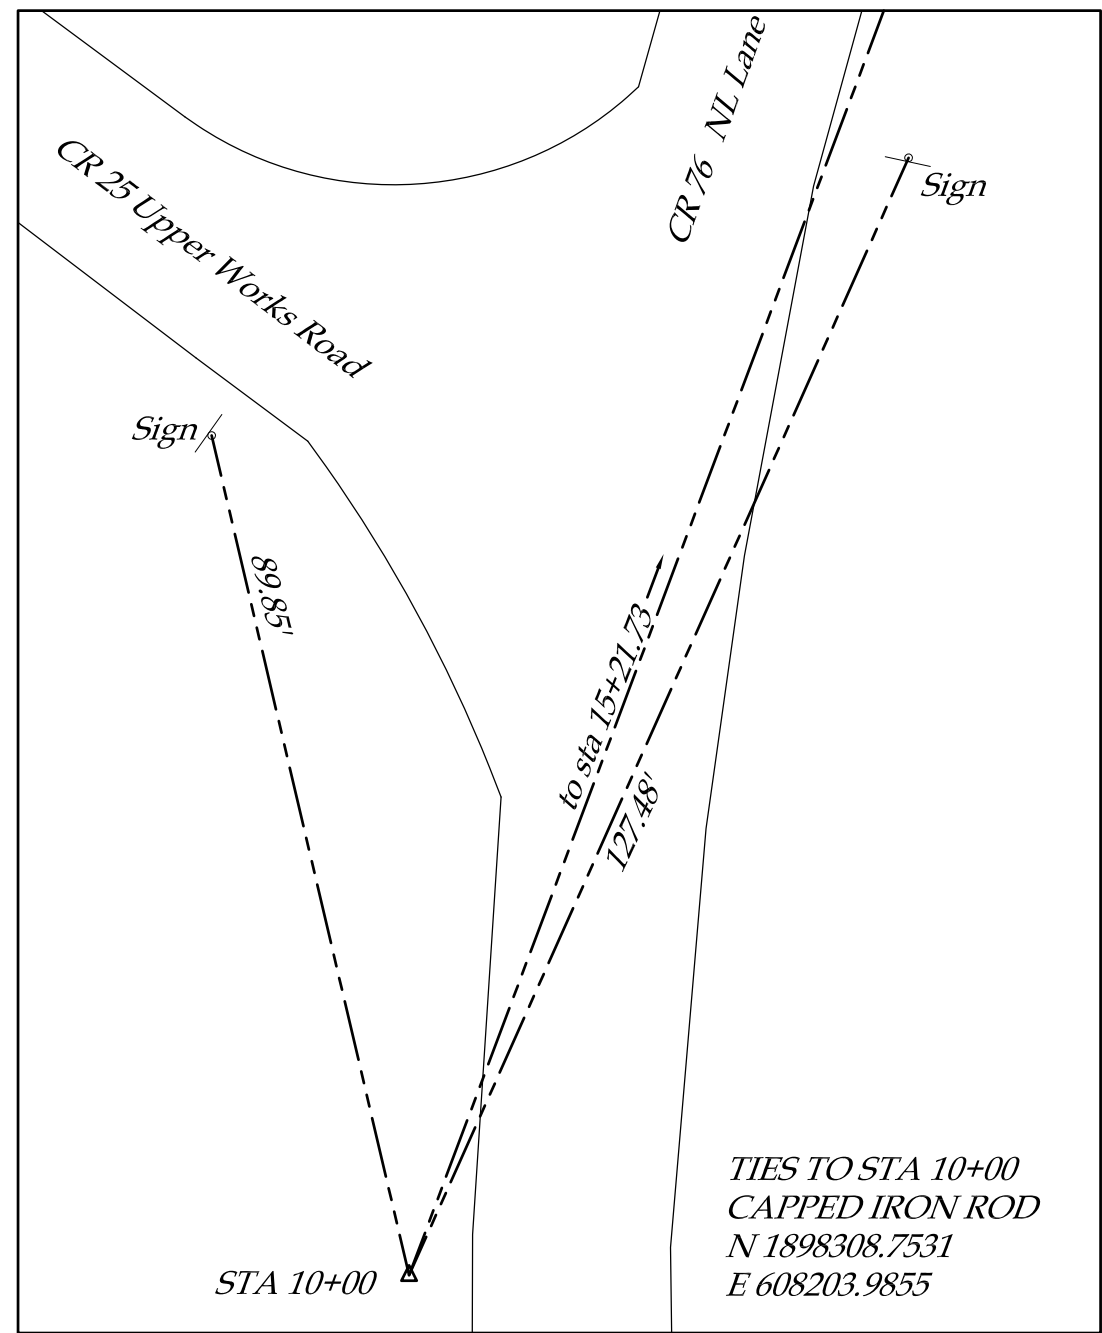 CR 76 NL Lane
CR 25 Upper Works Road
Sign
Sign
89.85'
to sta 15+21.73
127.48'
STA 10+00
TIES TO STA 10+00
CAPPED IRON ROD
N 1898308.7531
E 608203.9855